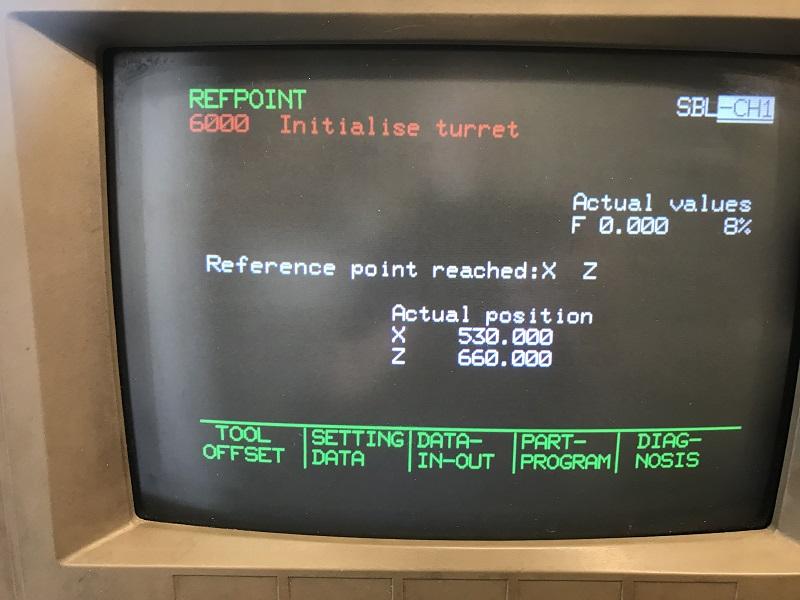 REFPOINT
SBL-CH1
6000 Initialise turret
Actual values
F 0.000 8%
Reference point reached:X Z
Actual position
X 530.000
Z 660.000
TOOL OFFSET
SETTING DATA
DATA-IN-OUT
PART-PROGRAM
DIAG-NOSIS